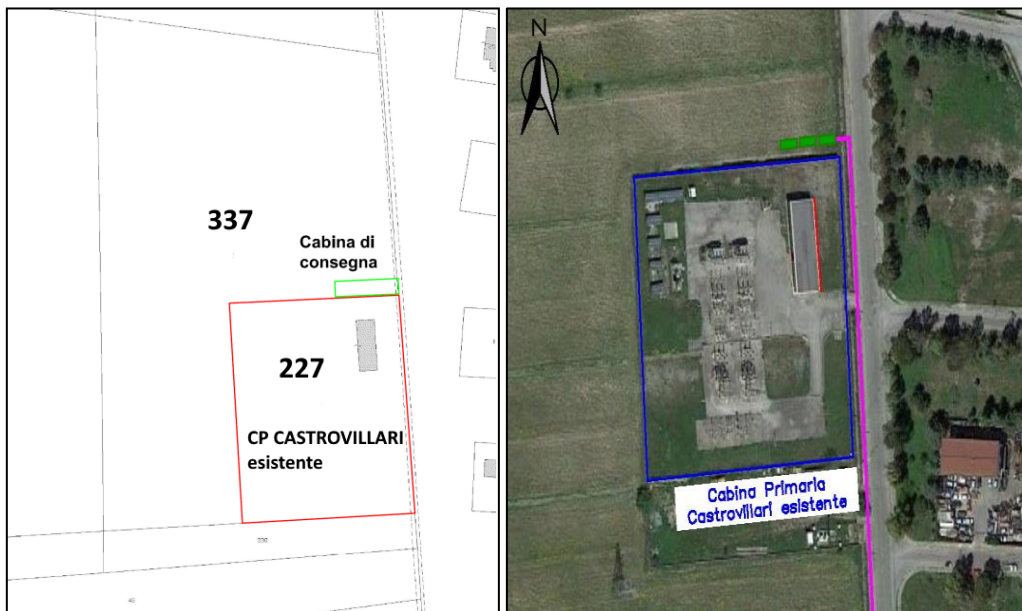 337
Cabina di
consegna
227
CP CASTROVILLARI
esistente
N
Cabina Primaria
Castrovillari esistente